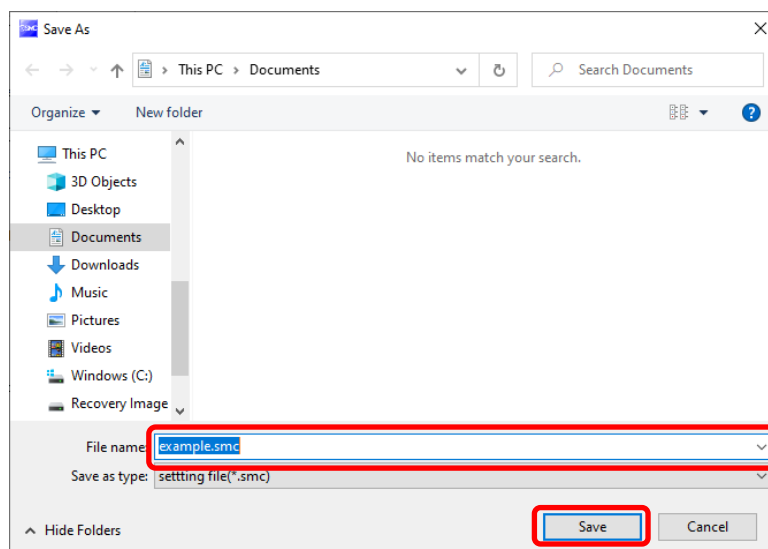 SMC Save As
This PC > Documents
Search Documents
Organize New folder
?
This PC
3D Objects
Desktop
Documents
Downloads
Music
Pictures
Videos
Windows (C:)
Recovery Image
No items match your search.
File name: example.smc
Save as type: settting file(*.smc)
Hide Folders
Save Cancel